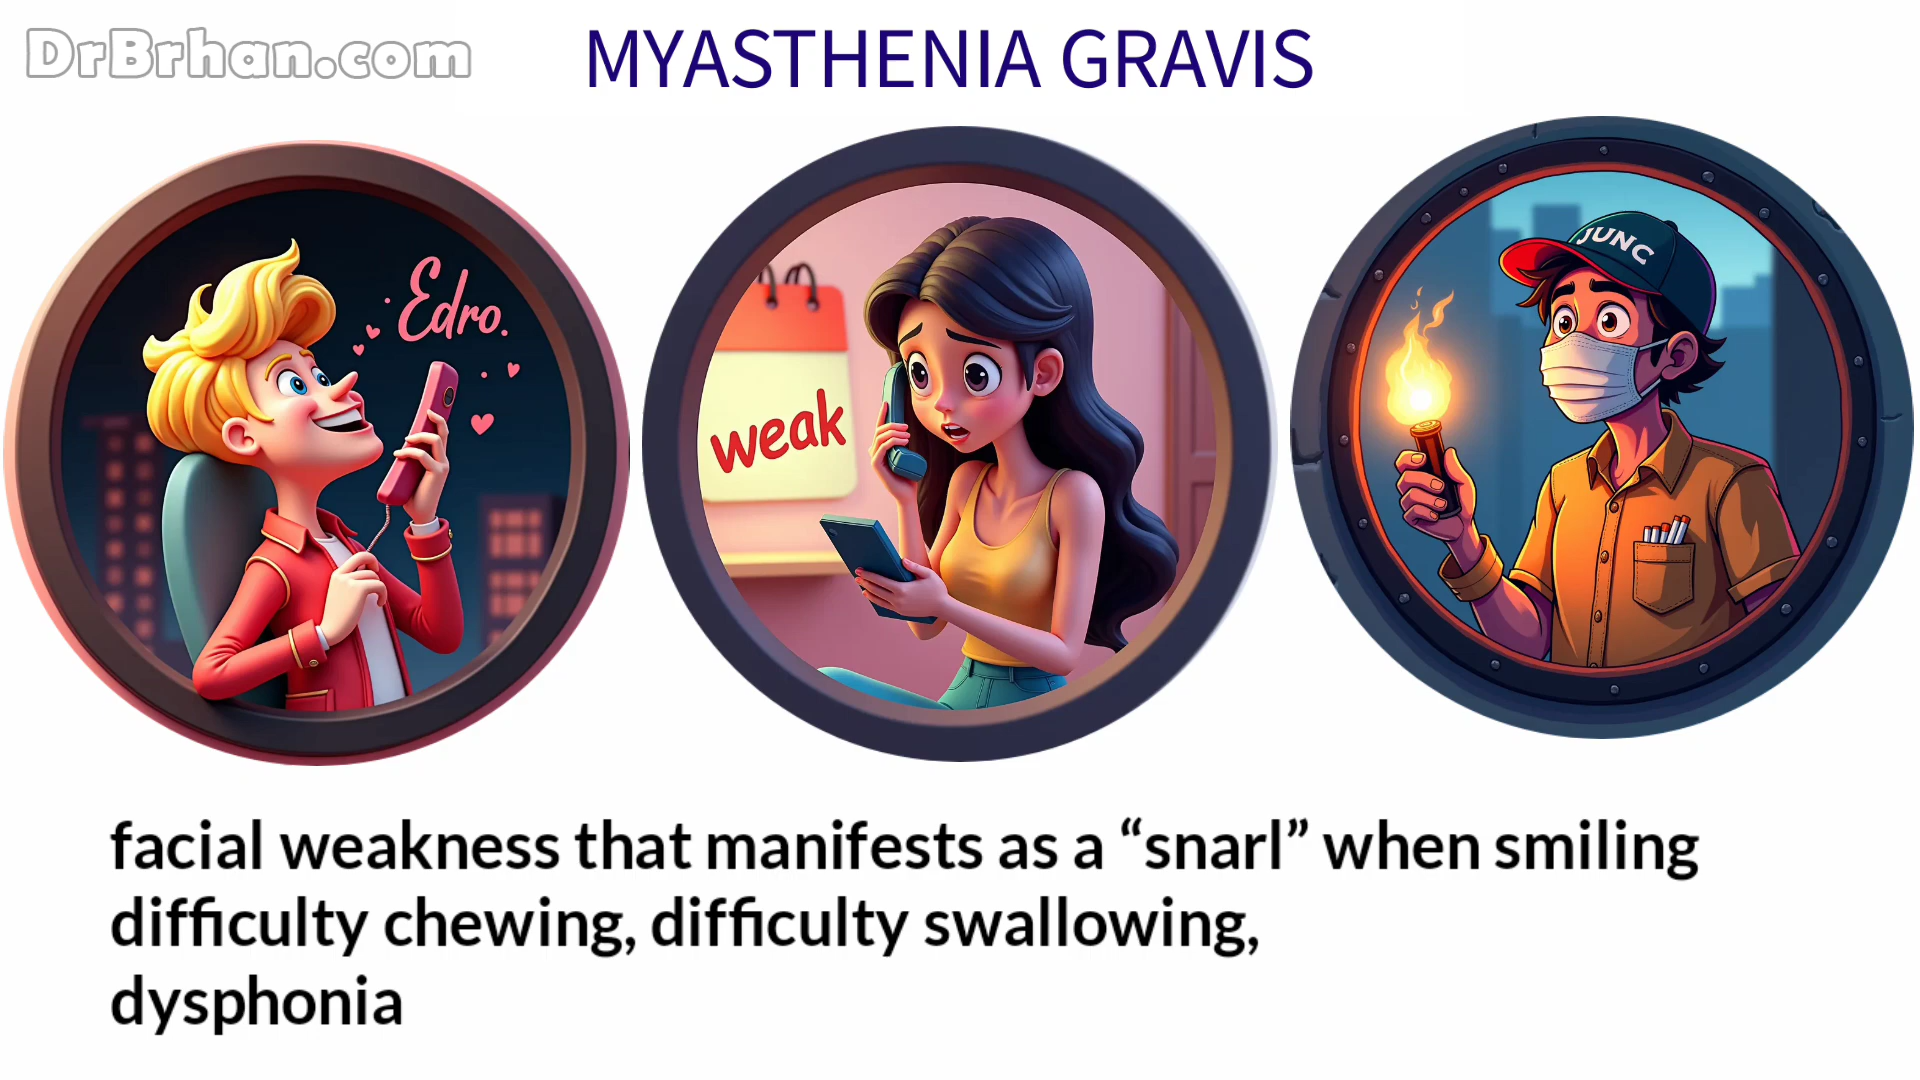 DrBrhan.com
MYASTHENIA GRAVIS
Edro.
weak
JUNC
facial weakness that manifests as a “snarl” when smiling
difficulty chewing, difficulty swallowing,
dysphonia